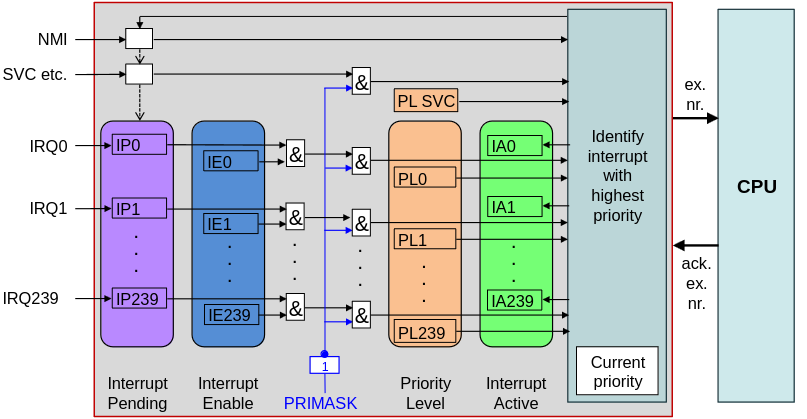 NMI
SVC etc.
&
PL SVC
ex.
nr.
IRQ0
IP0
IE0
&
&
PL0
IA0
Identify
interrupt
with
highest
priority
CPU
IRQ1
IP1
IE1
&
&
PL1
IA1
ack.
ex.
nr.
IRQ239
IP239
IE239
&
&
PL239
IA239
1
Current
priority
Interrupt
Pending
Interrupt
Enable
PRIMASK
Priority
Level
Interrupt
Active